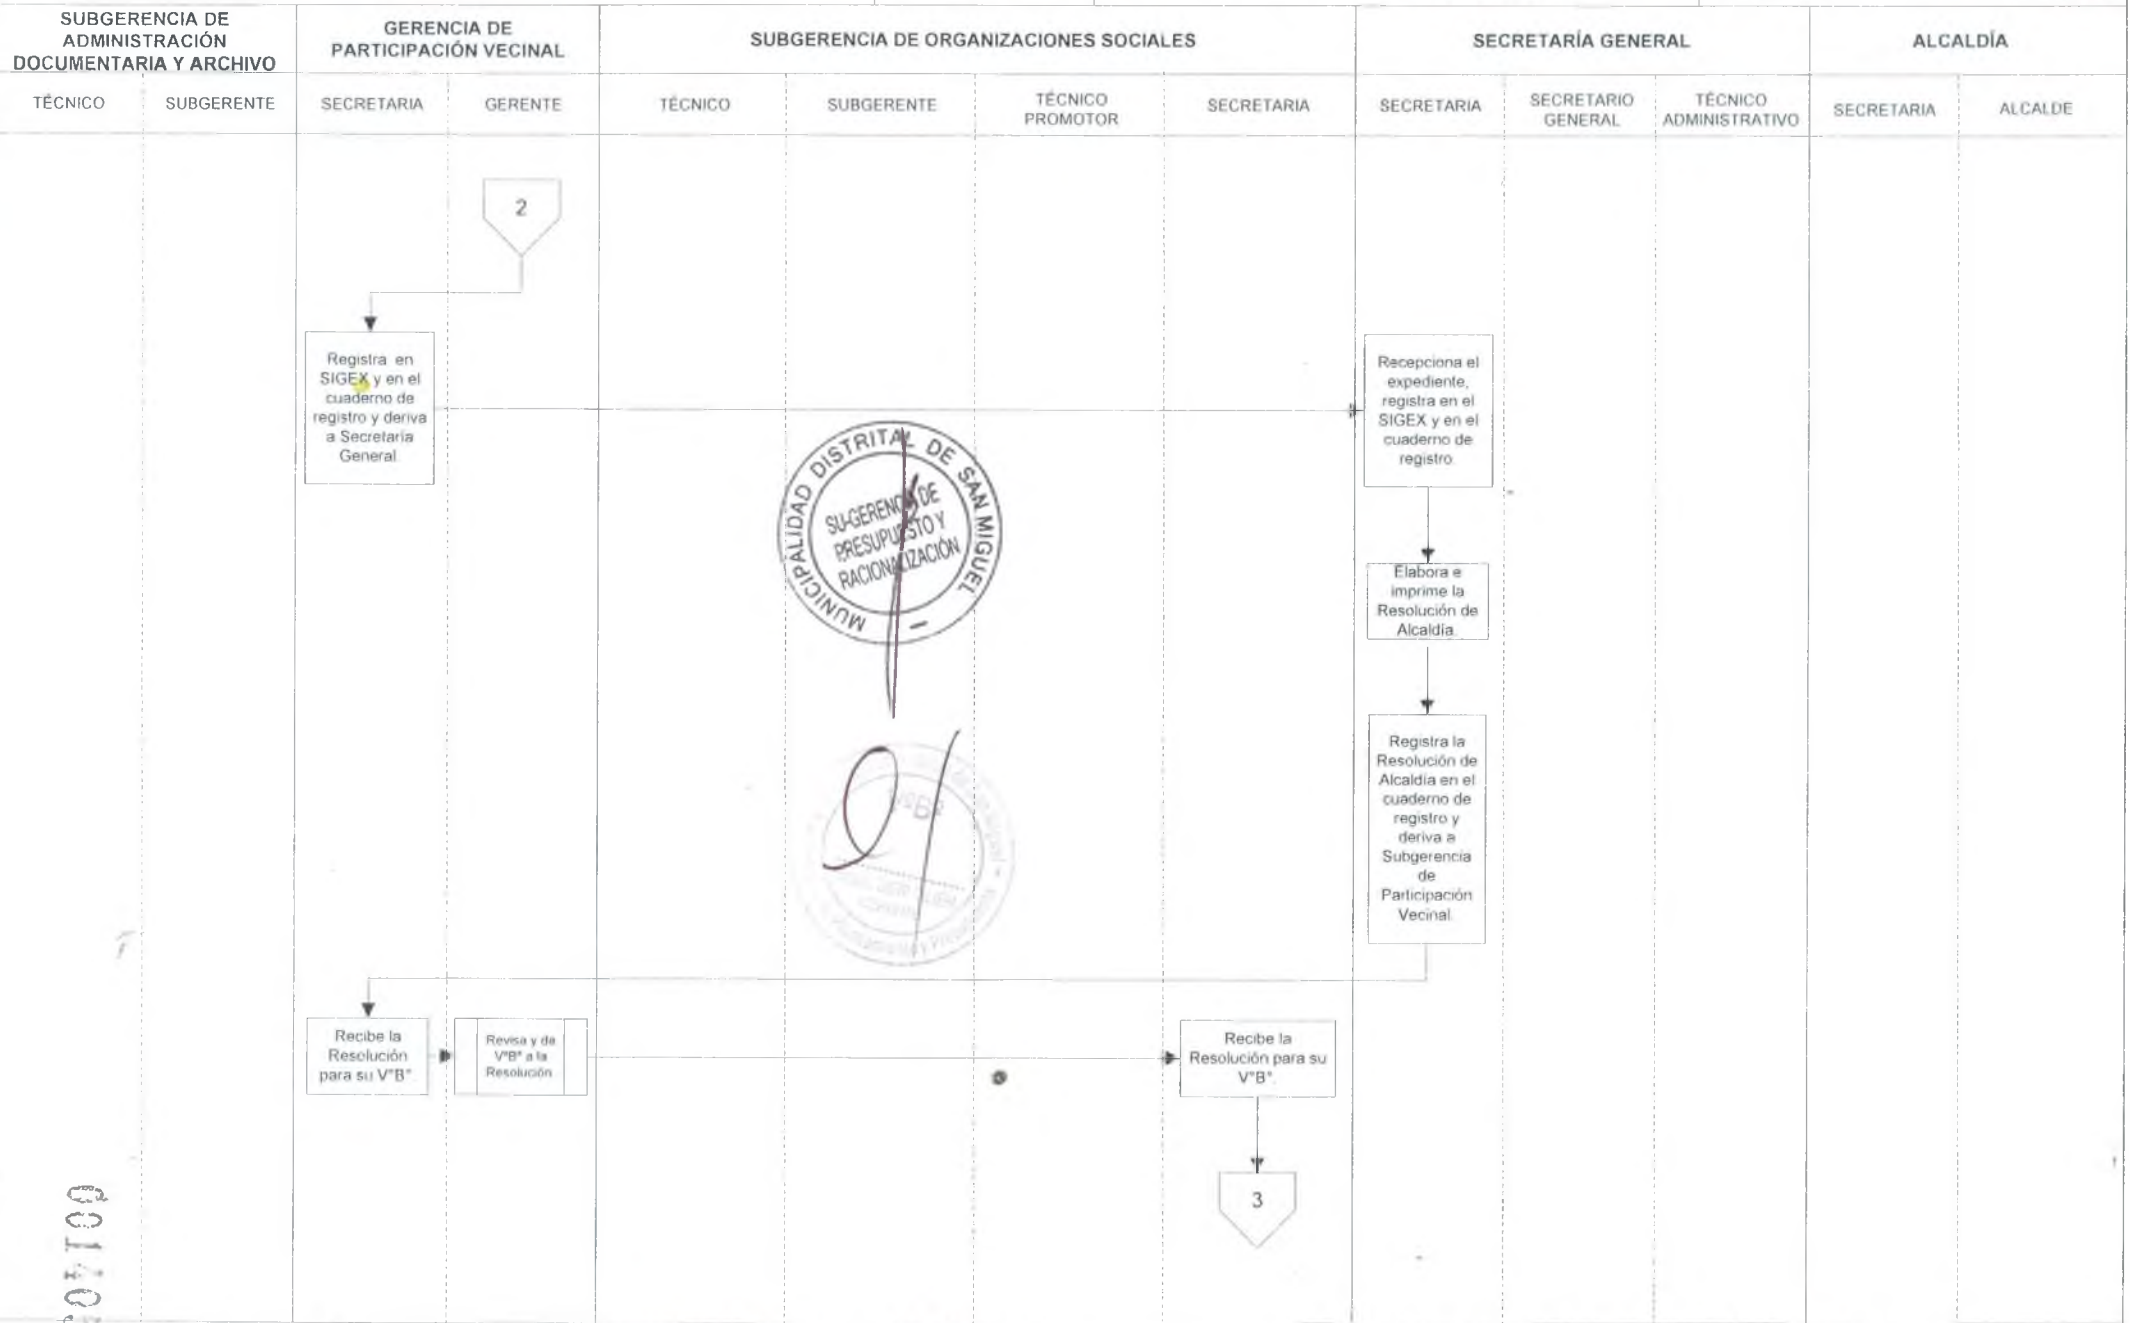 SUBGERENCIA DE
ADMINISTRACIÓN
DOCUMENTARIA Y ARCHIVO
GERENCIA DE
PARTICIPACIÓN VECINAL
SUBGERENCIA DE ORGANIZACIONES SOCIALES
SECRETARÍA GENERAL
ALCALDÍA
TÉCNICO
SUBGERENTE
SECRETARIA
GERENTE
TÉCNICO
SUBGERENTE
TÉCNICO
PROMOTOR
SECRETARIA
SECRETARIA
SECRETARIO
GENERAL
TÉCNICO
ADMINISTRATIVO
SECRETARIA
ALCALDE
2
Registra en
SIGEX y en el
cuaderno de
registro y deriva
a Secretaría
General
Recepciona el
expediente,
registra en el
SIGEX y en el
cuaderno de
registro
MUNICIPALIDAD DISTRITAL DE SAN MIGUEL
SU-GERENCIA DE
PRESUPUESTO Y
RACIONALIZACIÓN
Elabora e
imprime la
Resolución de
Alcaldía.
Registra la
Resolución de
Alcaldía en el
cuaderno de
registro y
deriva a
Subgerencia
de
Participación
Vecinal
V°B°
Recibe la
Resolución
para su V°B°
Revisa y da
V°B° a la
Resolución
Recibe la
Resolución para su
V°B°.
3